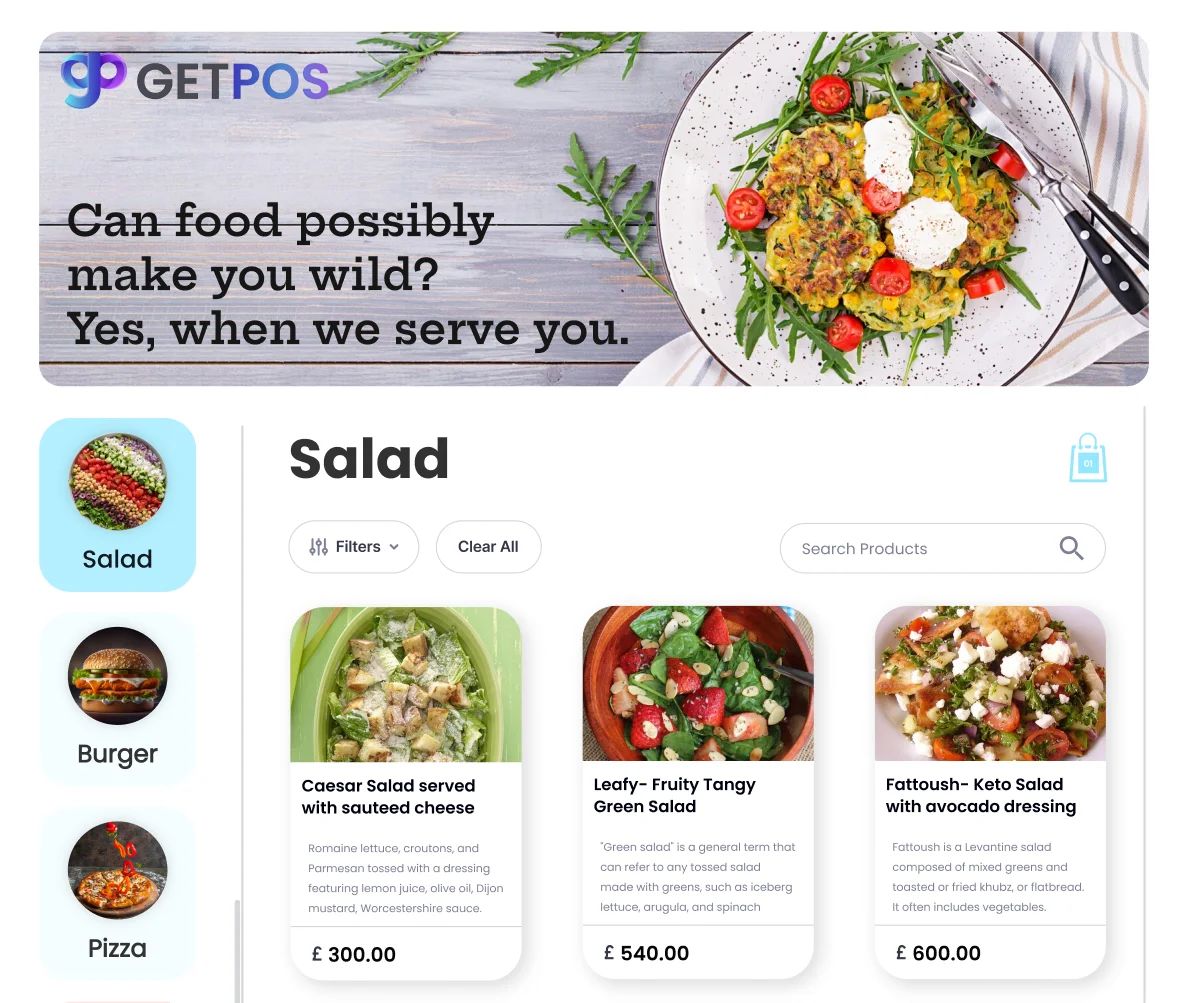 gp GETPOS
Can food possibly
make you wild?
Yes, when we serve you.
Salad
Burger
Pizza
Salad
01
Filters
Clear All
Search Products
Caesar Salad served
with sauteed cheese
Romaine lettuce, croutons, and
Parmesan tossed with a dressing
featuring lemon juice, olive oil, Dijon
mustard, Worcestershire sauce.
£ 300.00
Leafy- Fruity Tangy
Green Salad
"Green salad" is a general term that
can refer to any tossed salad
made with greens, such as iceberg
lettuce, arugula, and spinach
£ 540.00
Fattoush- Keto Salad
with avocado dressing
Fattoush is a Levantine salad
composed of mixed greens and
toasted or fried khubz, or flatbread.
It often includes vegetables.
£ 600.00